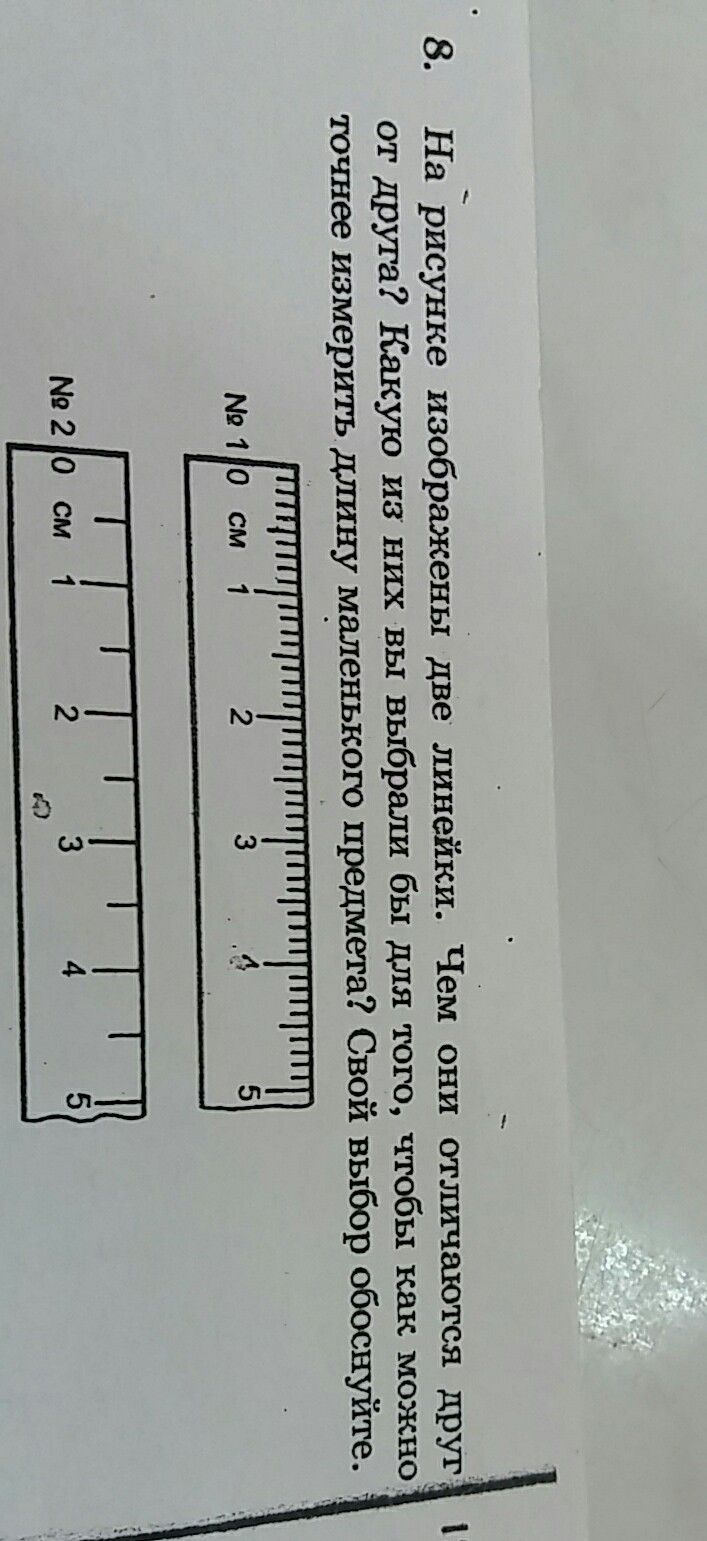 8. На рисунке изображены две линейки. Чем они отличаются друг
от друга? Какую из них вы выбрали бы для того, чтобы как можно
точнее измерить длину маленького предмета? Свой выбор обоснуйте.
№ 1 0 см 1 2 3 4 5
№ 2 0 см 1 2 3 4 5